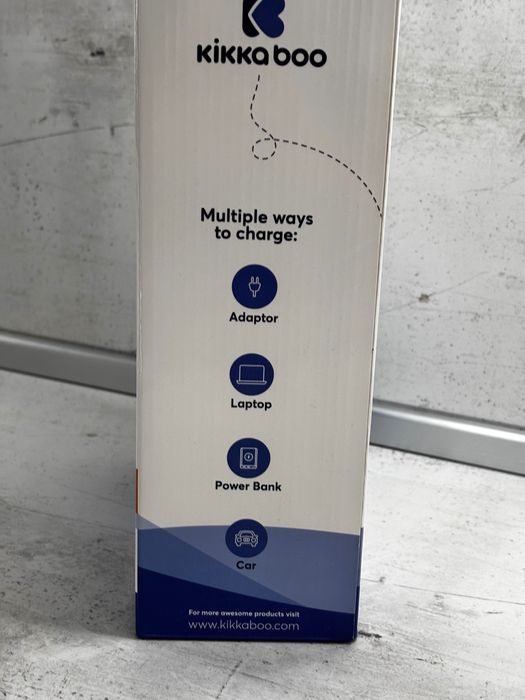 KIKKA BOO
Multiple ways
to charge:
Adaptor
Laptop
Power Bank
Car
For more awesome products visit
www.kikkaboo.com